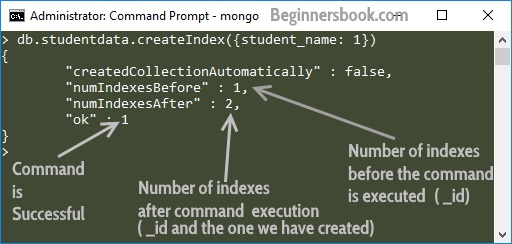 Administrator: Command Prompt - mongo
Beginnersbook.com
> db.studentdata.createIndex({student_name: 1})
{
"createdCollectionAutomatically" : false,
"numIndexesBefore" : 1,
"numIndexesAfter" : 2,
"ok" : 1
}
>
Command
is
Successful
Number of indexes
after command execution
( _id and the one we have created)
Number of indexes
before the command
is executed ( _id)